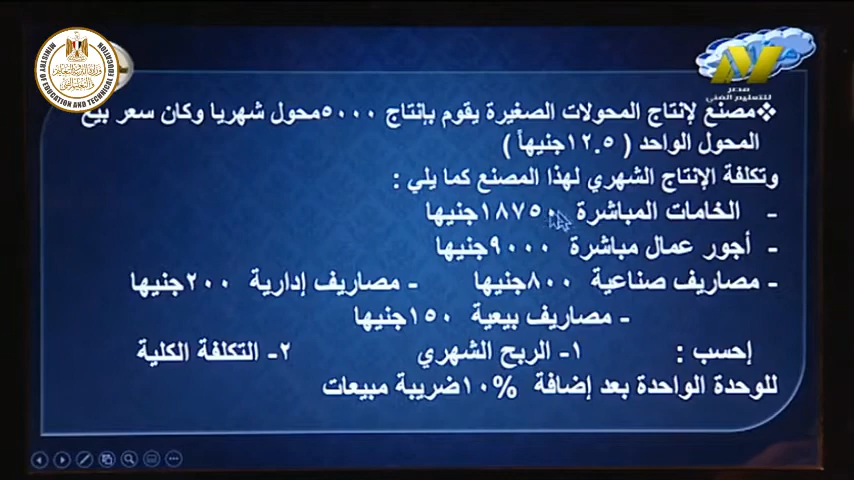 MINISTRY OF EDUCATION AND TECHNICAL EDUCATION
مصر
للتعليم الفني
❖مصنع لإنتاج المحولات الصغيرة يقوم بإنتاج ٥٠٠٠محول شهريا وكان سعر بيع
المحول الواحد ( ١٢.٥جنيهاً )
وتكلفة الإنتاج الشهري لهذا المصنع كما يلي :
- الخامات المباشرة ١٨٧٥٠جنيها
- أجور عمال مباشرة ٩٠٠٠جنيها
- مصاريف صناعية ٨٠٠جنيها - مصاريف إدارية ٢٠٠جنيها
- مصاريف بيعية ١٥٠جنيها
إحسب : ١- الربح الشهري ٢- التكلفة الكلية
للوحدة الواحدة بعد إضافة ١٠%ضريبة مبيعات